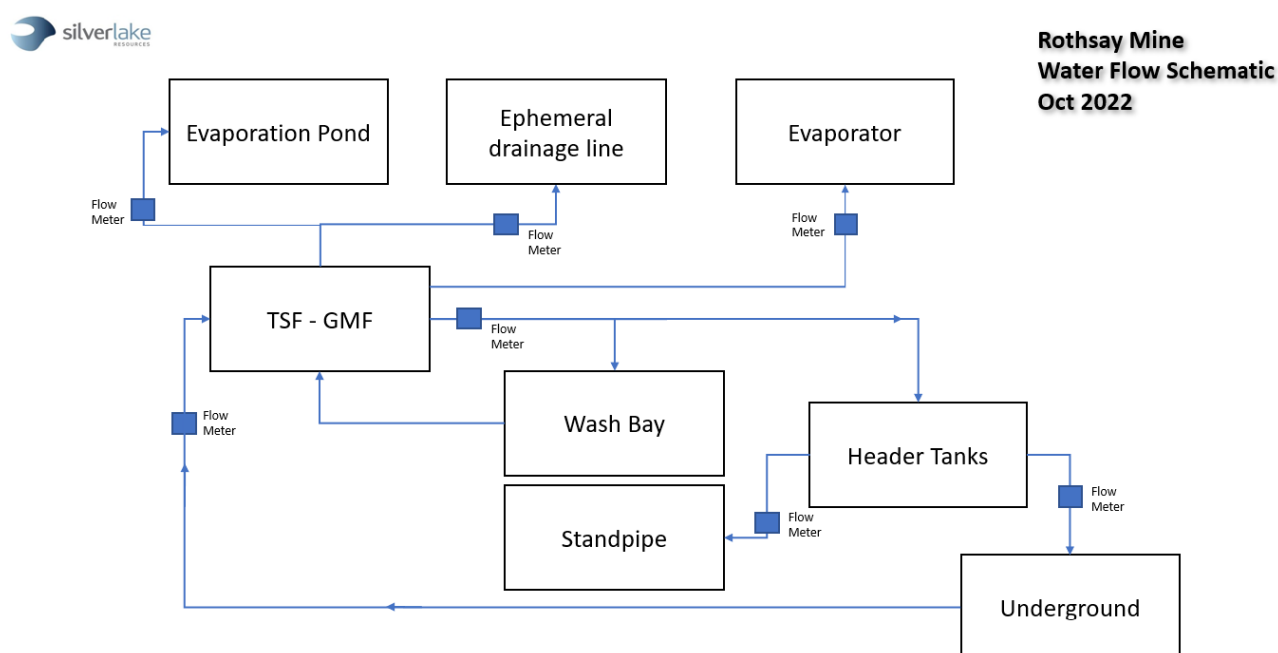 silverlake
RESOURCES
Rothsay Mine
Water Flow Schematic
Oct 2022
Evaporation Pond
Ephemeral
drainage line
Evaporator
Flow
Meter
Flow
Meter
Flow
Meter
TSF - GMF
Flow
Meter
Wash Bay
Flow
Meter
Header Tanks
Standpipe
Flow
Meter
Flow
Meter
Underground